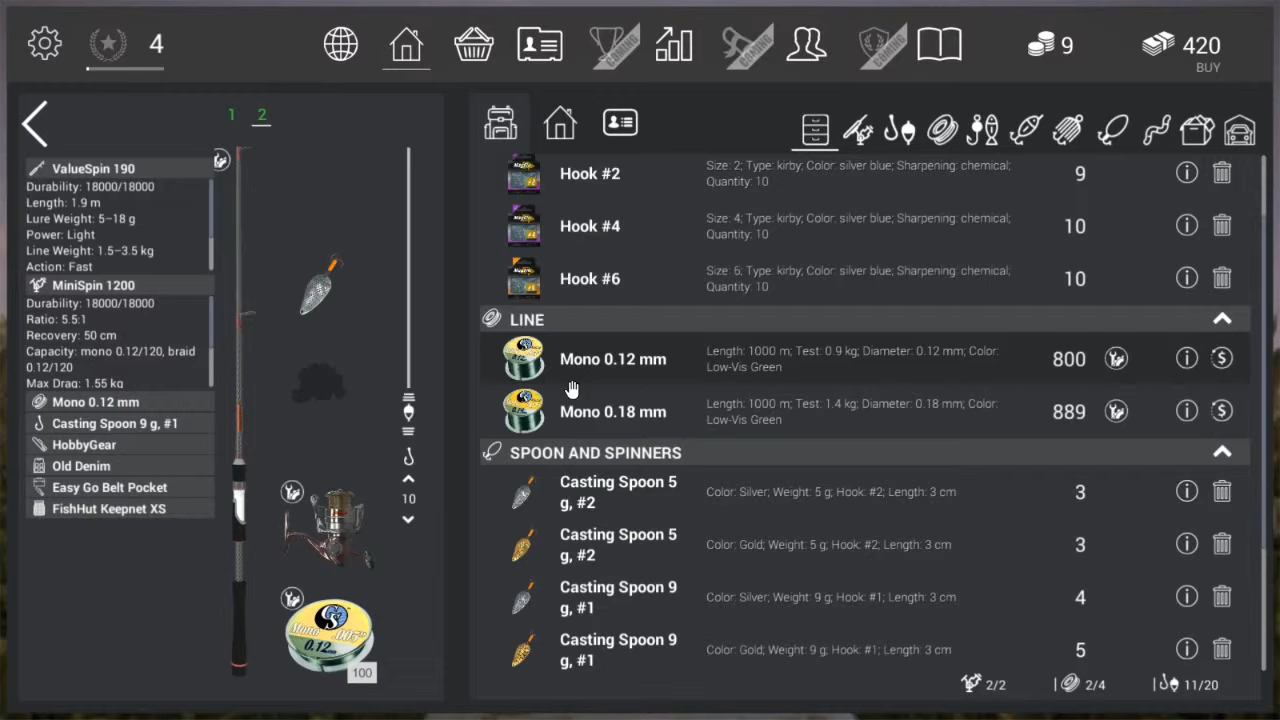 4
COMING
COMING
COMING
9
420
BUY
1
2
ValueSpin 190
Durability: 18000/18000
Length: 1.9 m
Lure Weight: 5–18 g
Power: Light
Line Weight: 1.5–3.5 kg
Action: Fast
MiniSpin 1200
Durability: 18000/18000
Ratio: 5.5:1
Recovery: 50 cm
Capacity: mono 0.12/120, braid
0.12/120
Max Drag: 1.55 kg
Mono 0.12 mm
Casting Spoon 9 g, #1
HobbyGear
Old Denim
Easy Go Belt Pocket
FishHut Keepnet XS
10
Mono
0.12
100
Hook #2
Size: 2; Type: kirby; Color: silver blue; Sharpening: chemical;
Quantity: 10
9
Hook #4
Size: 4; Type: kirby; Color: silver blue; Sharpening: chemical;
Quantity: 10
10
Hook #6
Size: 6; Type: kirby; Color: silver blue; Sharpening: chemical;
Quantity: 10
10
LINE
Mono 0.12 mm
Length: 1000 m; Test: 0.9 kg; Diameter: 0.12 mm; Color:
Low-Vis Green
800
Mono 0.18 mm
Length: 1000 m; Test: 1.4 kg; Diameter: 0.18 mm; Color:
Low-Vis Green
889
SPOON AND SPINNERS
Casting Spoon 5
g, #2
Color: Silver; Weight: 5 g; Hook: #2; Length: 3 cm
3
Casting Spoon 5
g, #2
Color: Gold; Weight: 5 g; Hook: #2; Length: 3 cm
3
Casting Spoon 9
g, #1
Color: Silver; Weight: 9 g; Hook: #1; Length: 3 cm
4
Casting Spoon 9
g, #1
Color: Gold; Weight: 9 g; Hook: #1; Length: 3 cm
5
2/2
2/4
11/20